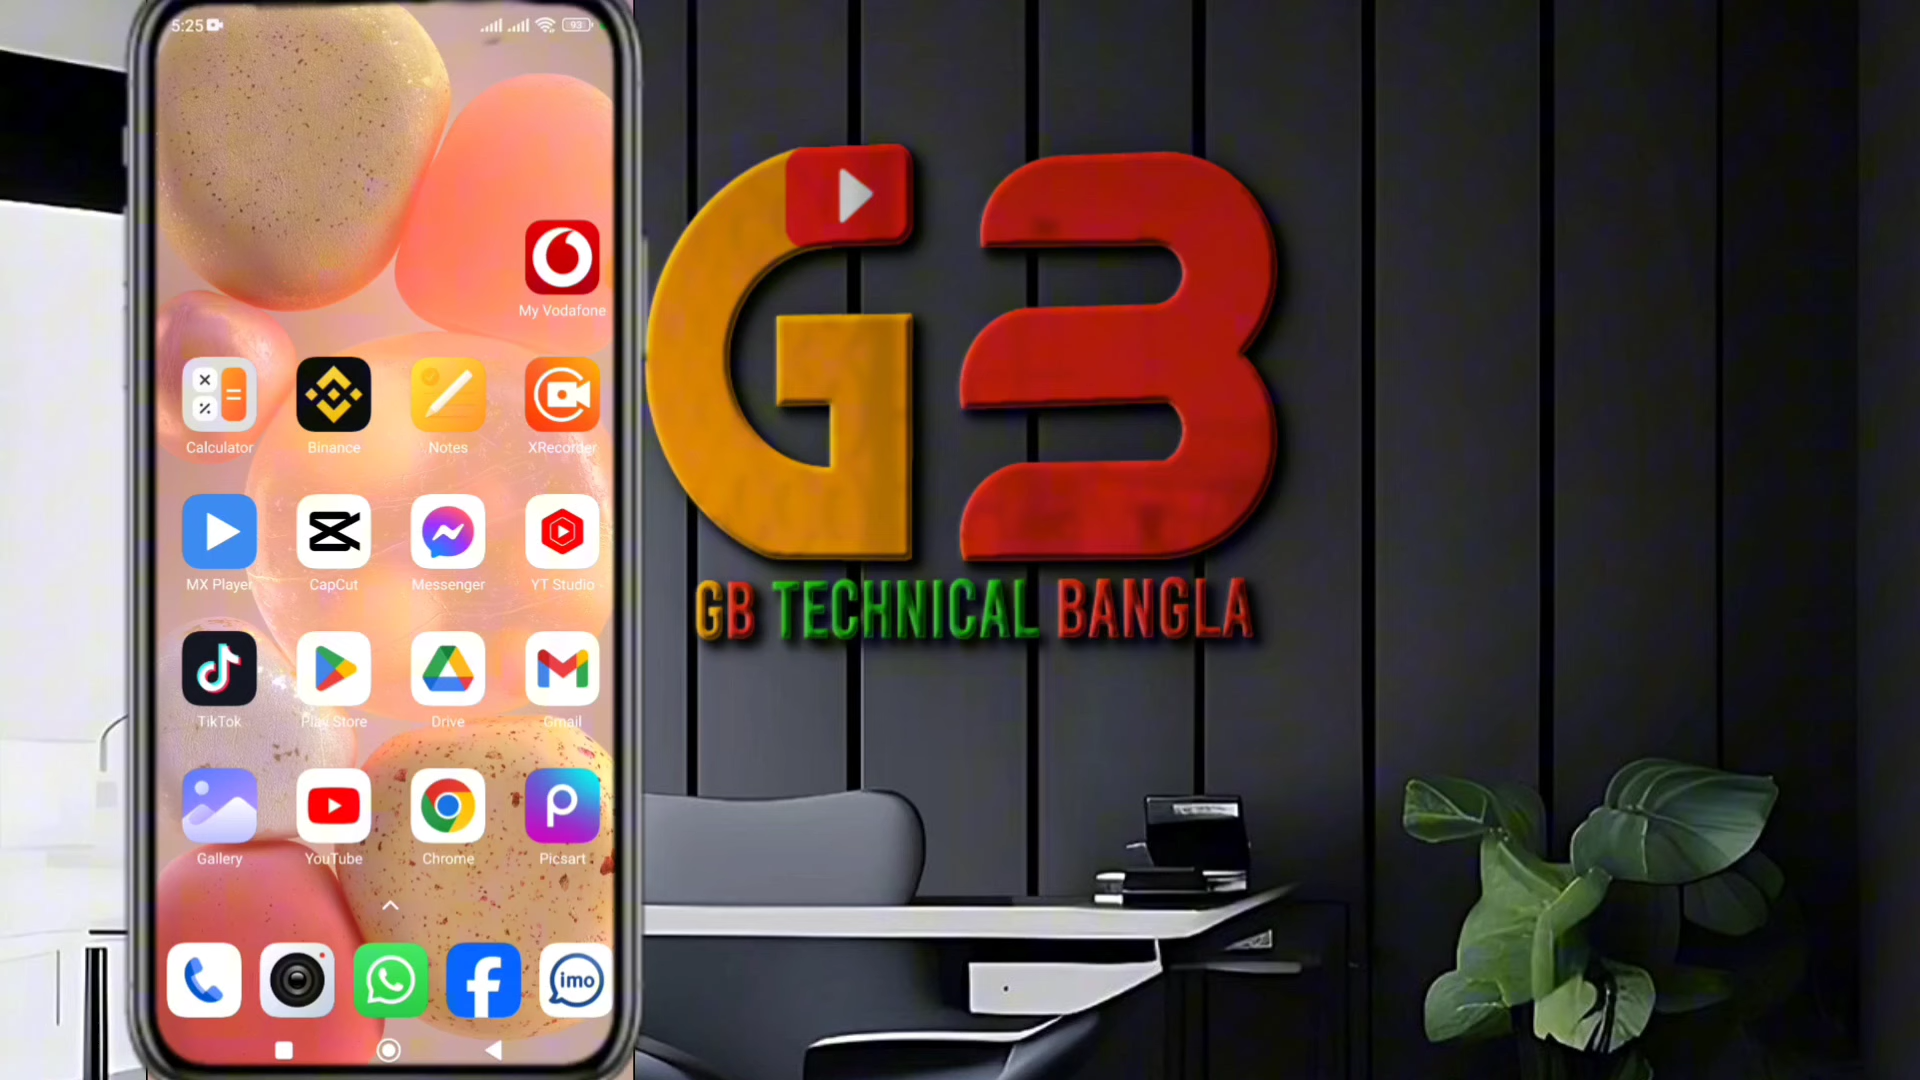 5:25
93
My Vodafone
Calculator Binance Notes XRecorder
MX Player CapCut Messenger YT Studio
TikTok Play Store Drive Gmail
Gallery YouTube Chrome Picsart
imo
GB
GB TECHNICAL BANGLA